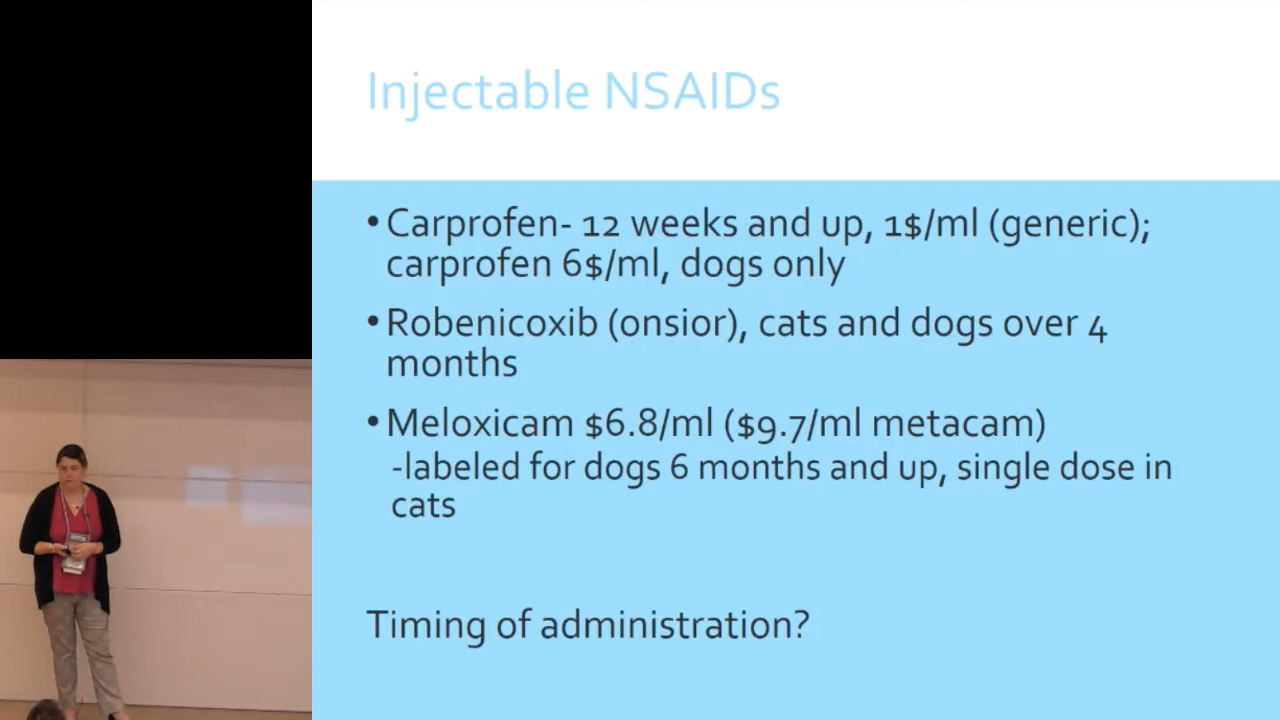 Injectable NSAIDs
•Carprofen- 12 weeks and up, 1$/ml (generic);
carprofen 6$/ml, dogs only
•Robenicoxib (onsior), cats and dogs over 4
months
•Meloxicam $6.8/ml ($9.7/ml metacam)
-labeled for dogs 6 months and up, single dose in
cats
Timing of administration?